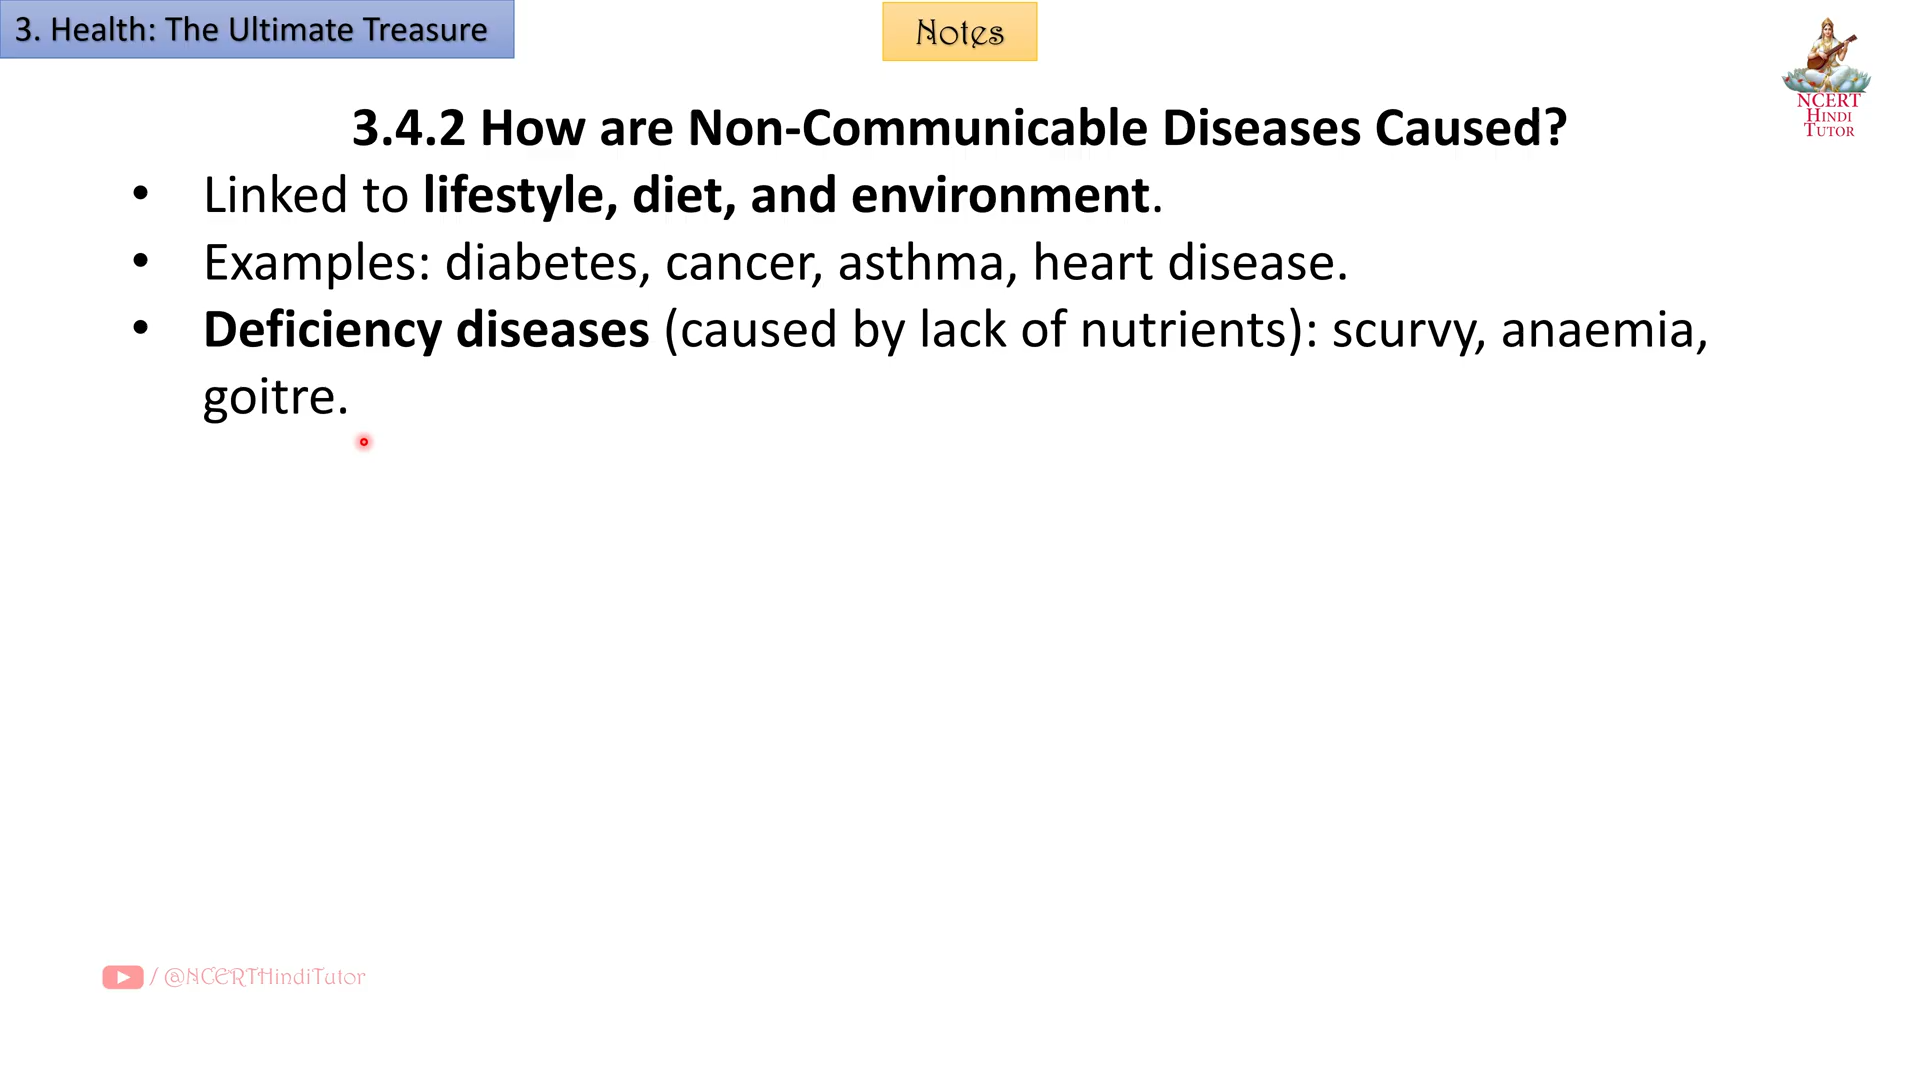 3. Health: The Ultimate Treasure
Notes
NCERT
HINDI
TUTOR
3.4.2 How are Non-Communicable Diseases Caused?
• Linked to lifestyle, diet, and environment.
• Examples: diabetes, cancer, asthma, heart disease.
• Deficiency diseases (caused by lack of nutrients): scurvy, anaemia,
goitre.
/ @NCERTHindiTutor